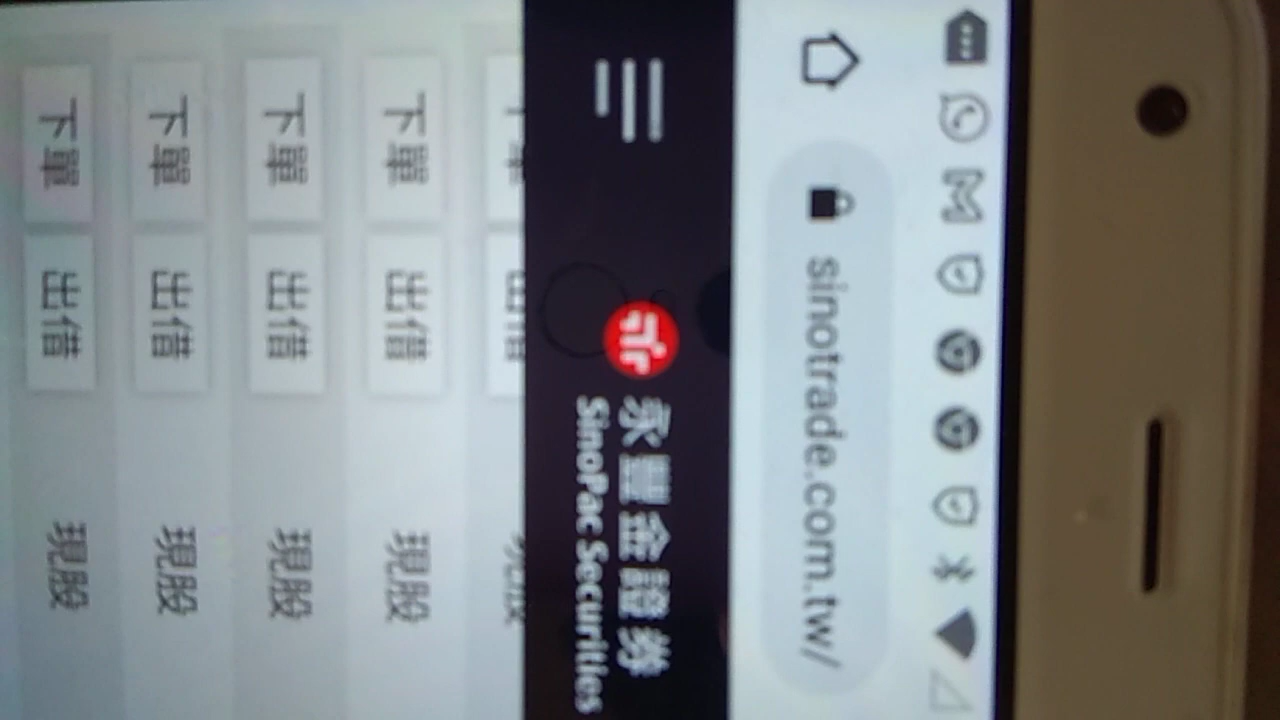 sinotrade.com.tw/
永豐金證券
SinoPac Securities
下單 出借 現股
下單 出借 現股
下單 出借 現股
下單 出借 現股